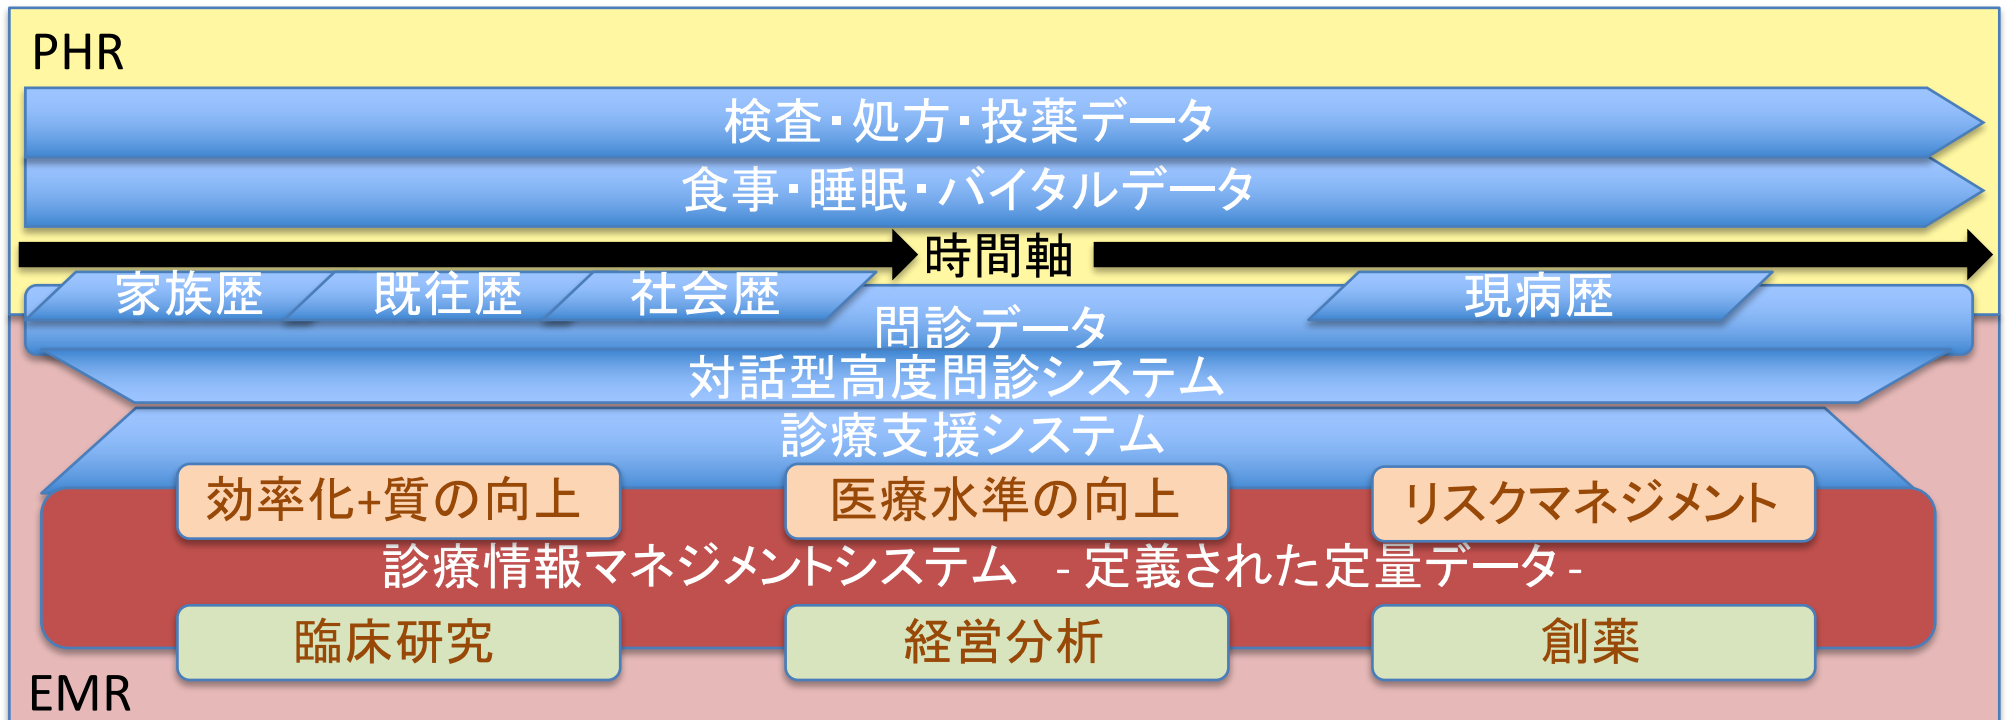 PHR
検査・処方・投薬データ
食事・睡眠・バイタルデータ
時間軸
家族歴 既往歴 社会歴 現病歴
問診データ
対話型高度問診システム
診療支援システム
効率化+質の向上 医療水準の向上 リスクマネジメント
診療情報マネジメントシステム - 定義された定量データ -
臨床研究 経営分析 創薬
EMR